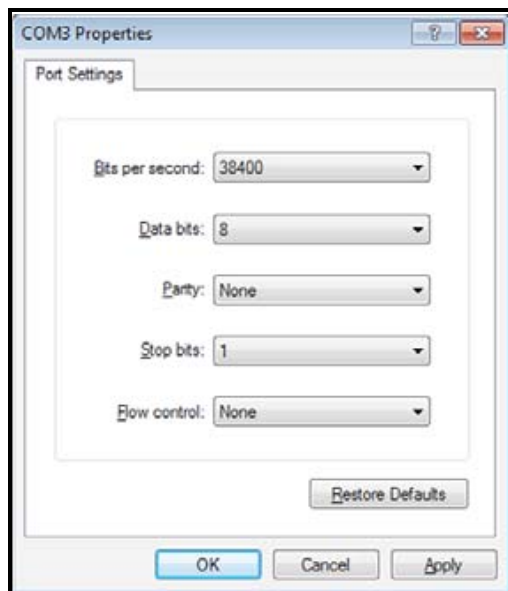 COM3 Properties
Port Settings
Bits per second: 38400
Data bits: 8
Parity: None
Stop bits: 1
Flow control: None
Restore Defaults
OK Cancel Apply